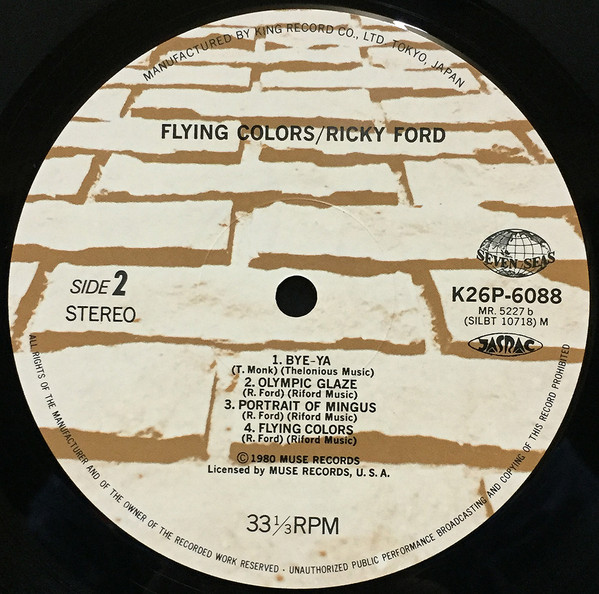 MANUFACTURED BY KING RECORD CO., LTD. TOKYO, JAPAN
FLYING COLORS/RICKY FORD
SEVEN SEAS
SIDE 2
STEREO
K26P-6088
MR. 5227 b
(SILBT 10718) M
JASRAC
1. BYE-YA
(T. Monk) (Thelonious Music)
2. OLYMPIC GLAZE
(R. Ford) (Riford Music)
3. PORTRAIT OF MINGUS
(R. Ford) (Riford Music)
4. FLYING COLORS
(R. Ford) (Riford Music)
©1980 MUSE RECORDS
Licensed by MUSE RECORDS, U. S. A.
33 1/3 RPM
ALL RIGHTS OF THE MANUFACTURER AND OF THE OWNER OF THE RECORDED WORK RESERVED · UNAUTHORIZED PUBLIC PERFORMANCE BROADCASTING AND COPYING OF THIS RECORD PROHIBITED